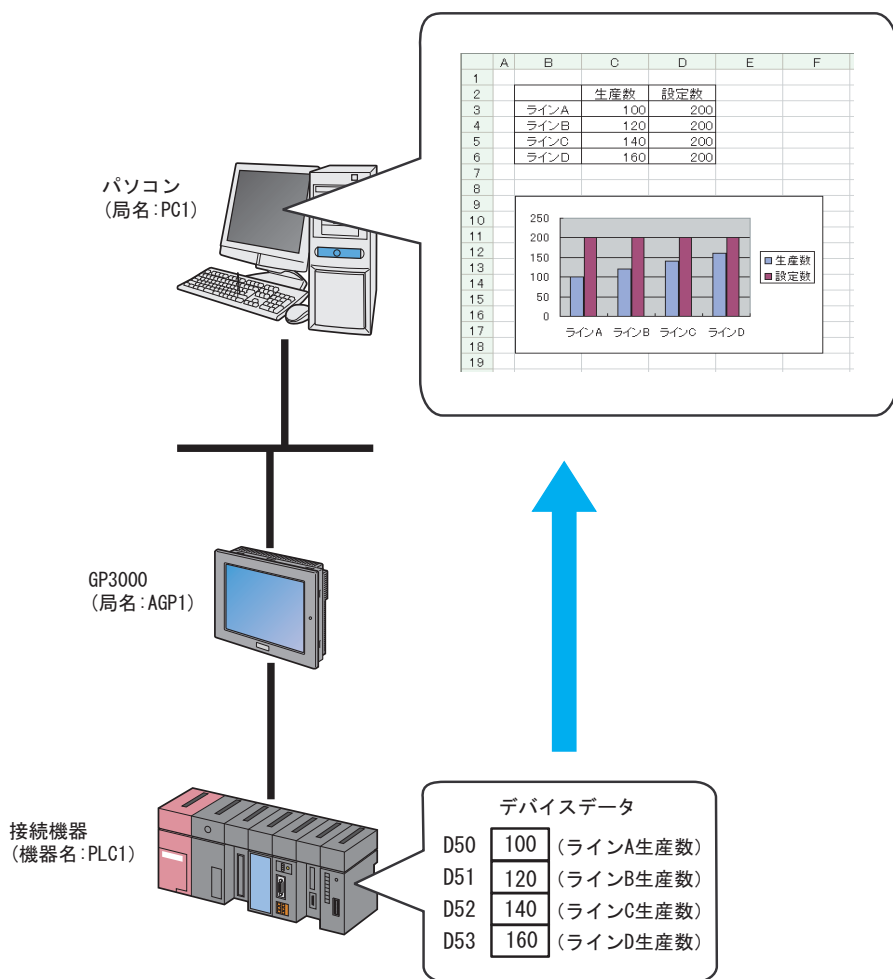 A B C D E F
1
2 生産数 設定数
3 ラインA 100 200
4 ラインB 120 200
5 ラインC 140 200
6 ラインD 160 200
7
8
9
10
11
12
13
14
15
16
17
18
19
250
200
150
100
50
0
ラインA ラインB ラインC ラインD
生産数
設定数
パソコン
(局名:PC1)
GP3000
(局名:AGP1)
接続機器
(機器名:PLC1)
デバイスデータ
D50 100 (ラインA生産数)
D51 120 (ラインB生産数)
D52 140 (ラインC生産数)
D53 160 (ラインD生産数)